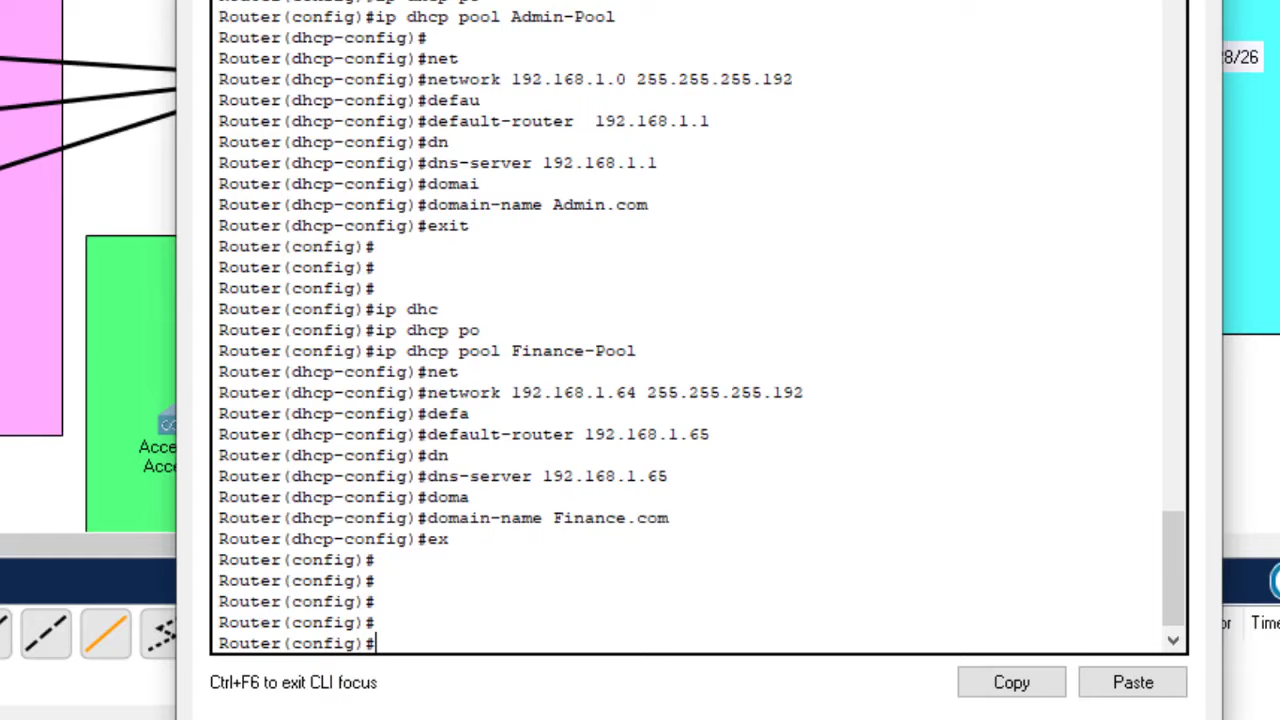 Router(config)#ip dhcp pool Admin-Pool
Router(dhcp-config)#
Router(dhcp-config)#net
Router(dhcp-config)#network 192.168.1.0 255.255.255.192
Router(dhcp-config)#defau
Router(dhcp-config)#default-router  192.168.1.1
Router(dhcp-config)#dn
Router(dhcp-config)#dns-server 192.168.1.1
Router(dhcp-config)#domai
Router(dhcp-config)#domain-name Admin.com
Router(dhcp-config)#exit
Router(config)#
Router(config)#
Router(config)#
Router(config)#ip dhc
Router(config)#ip dhcp po
Router(config)#ip dhcp pool Finance-Pool
Router(dhcp-config)#net
Router(dhcp-config)#network 192.168.1.64 255.255.255.192
Router(dhcp-config)#defa
Router(dhcp-config)#default-router 192.168.1.65
Router(dhcp-config)#dn
Router(dhcp-config)#dns-server 192.168.1.65
Router(dhcp-config)#doma
Router(dhcp-config)#domain-name Finance.com
Router(dhcp-config)#ex
Router(config)#
Router(config)#
Router(config)#
Router(config)#
Router(config)#
Ctrl+F6 to exit CLI focus
Copy
Paste
8/26
Acce
Acce
Time